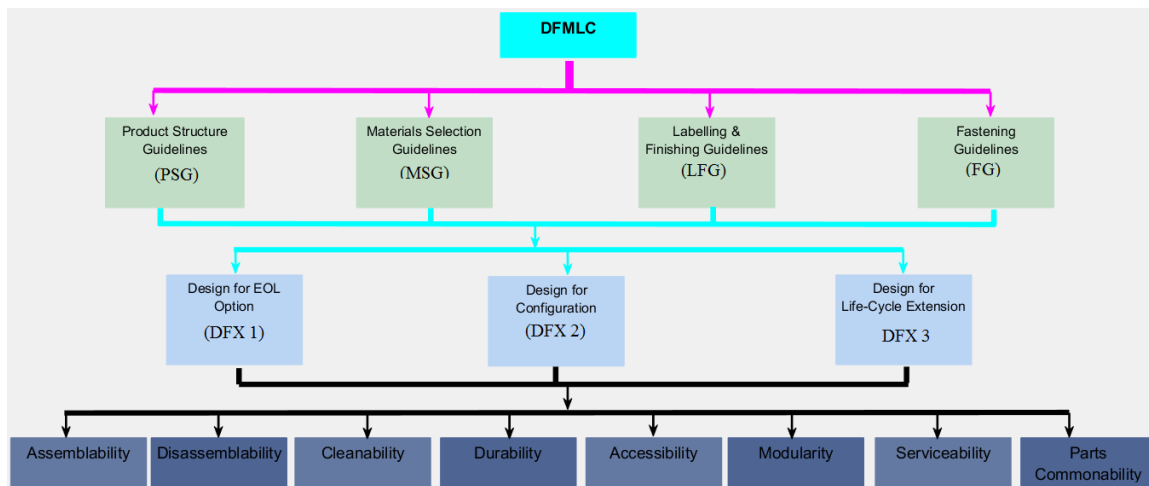 DFMLC
Product Structure
Guidelines
(PSG)
Materials Selection
Guidelines
(MSG)
Labelling &
Finishing Guidelines
(LFG)
Fastening
Guidelines
(FG)
Design for EOL
Option
(DFX 1)
Design for
Configuration
(DFX 2)
Design for
Life-Cycle Extension
DFX 3
Assemblability
Disassemblability
Cleanability
Durability
Accessibility
Modularity
Serviceability
Parts
Commonability